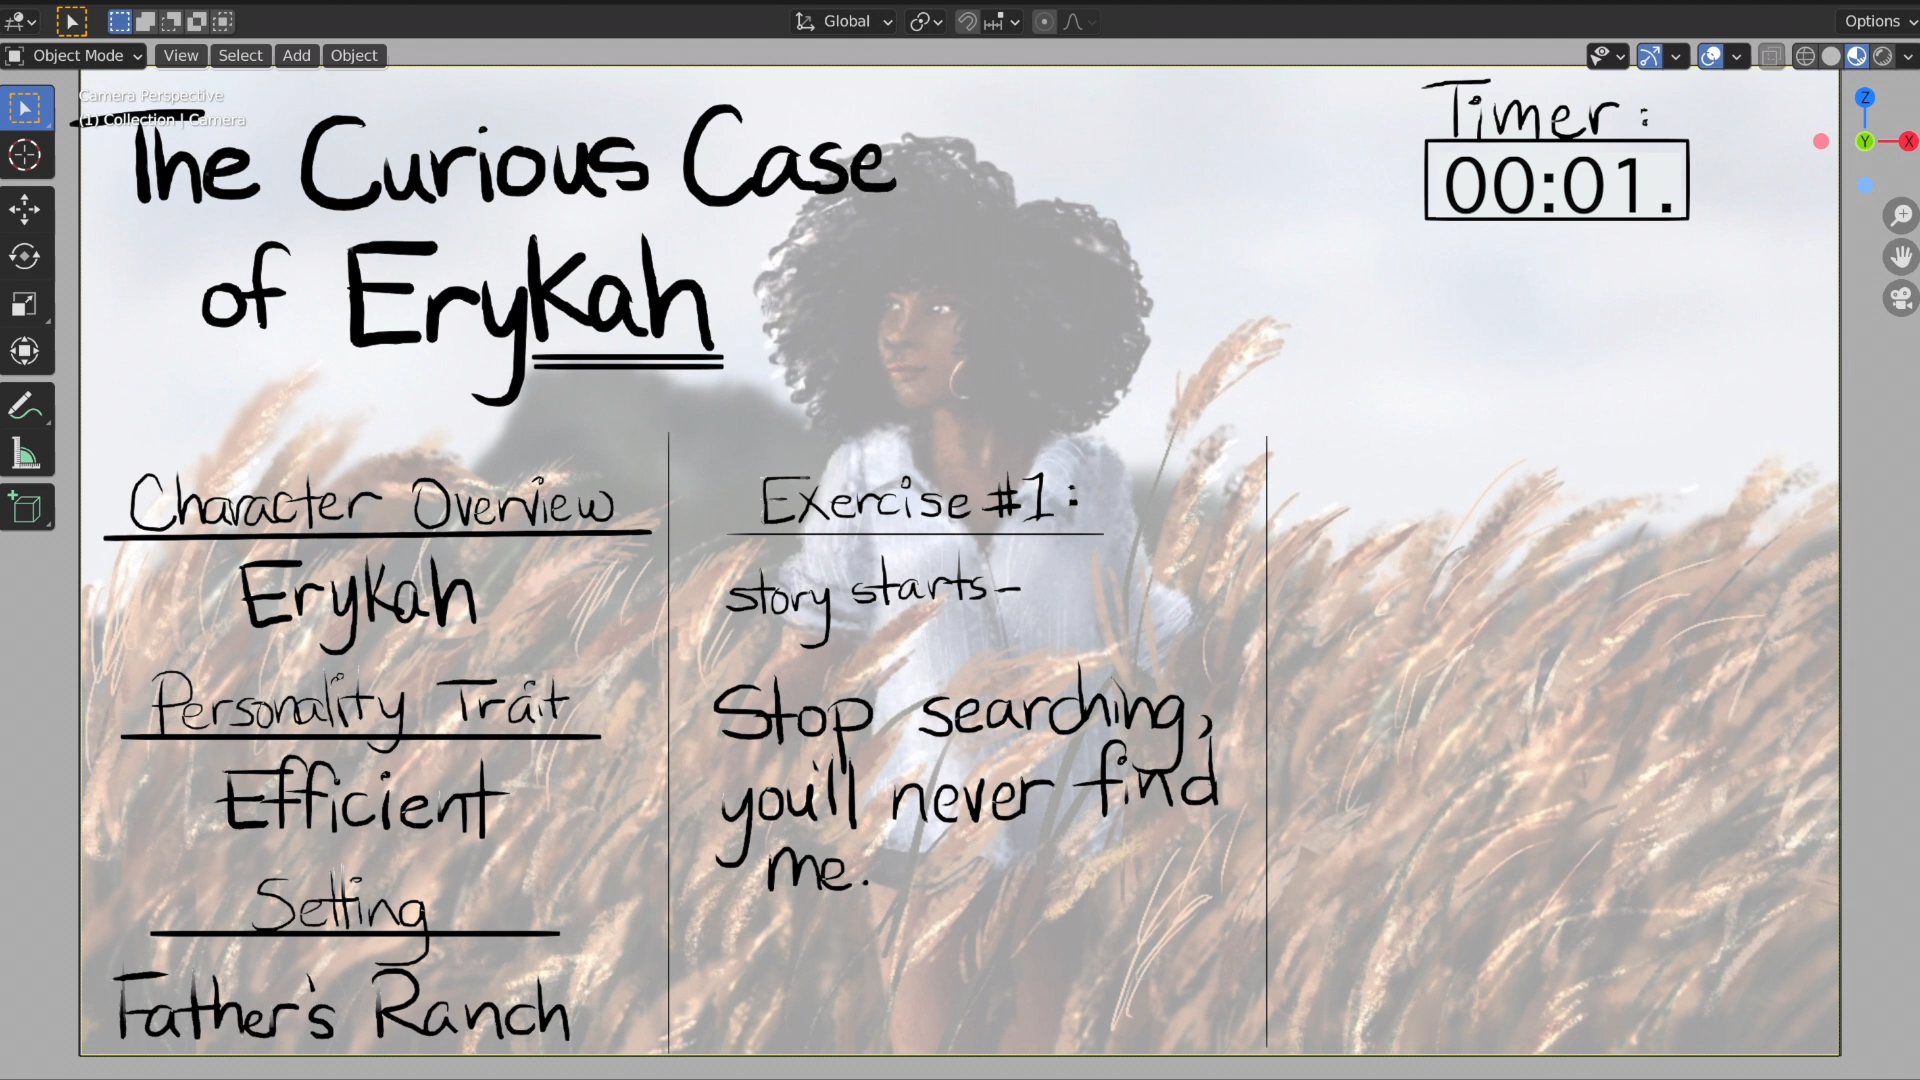 Global
Options
Object Mode
View
Select
Add
Object
Camera Perspective
(1) Collection | Camera
Z
Y
X
The Curious Case
of Erykah
Timer:
00:01.
Character Overview
Erykah
Personality Trait
Efficient
Setting
Father's Ranch
Exercise #1:
story starts-
Stop searching,
you'll never find
me.